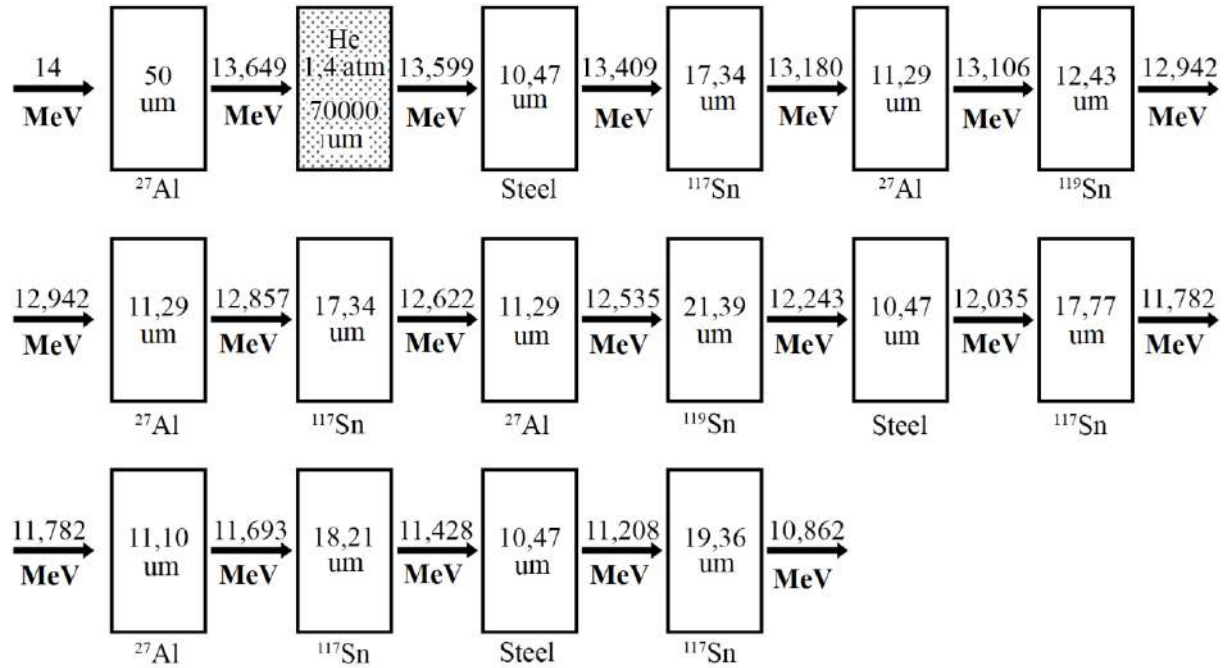 14 13,649 13,599 13,409 13,180 13,106 12,942
MeV MeV MeV MeV MeV MeV MeV
50 um
He 1,4 atm 70000 um
10,47 um
17,34 um
11,29 um
12,43 um
²⁷Al Steel ¹¹⁷Sn ²⁷Al ¹¹⁹Sn
12,942 12,857 12,622 12,535 12,243 12,035 11,782
MeV MeV MeV MeV MeV MeV MeV
11,29 um
17,34 um
11,29 um
21,39 um
10,47 um
17,77 um
²⁷Al ¹¹⁷Sn ²⁷Al ¹¹⁹Sn Steel ¹¹⁷Sn
11,782 11,693 11,428 11,208 10,862
MeV MeV MeV MeV MeV
11,10 um
18,21 um
10,47 um
19,36 um
²⁷Al ¹¹⁷Sn Steel ¹¹⁷Sn